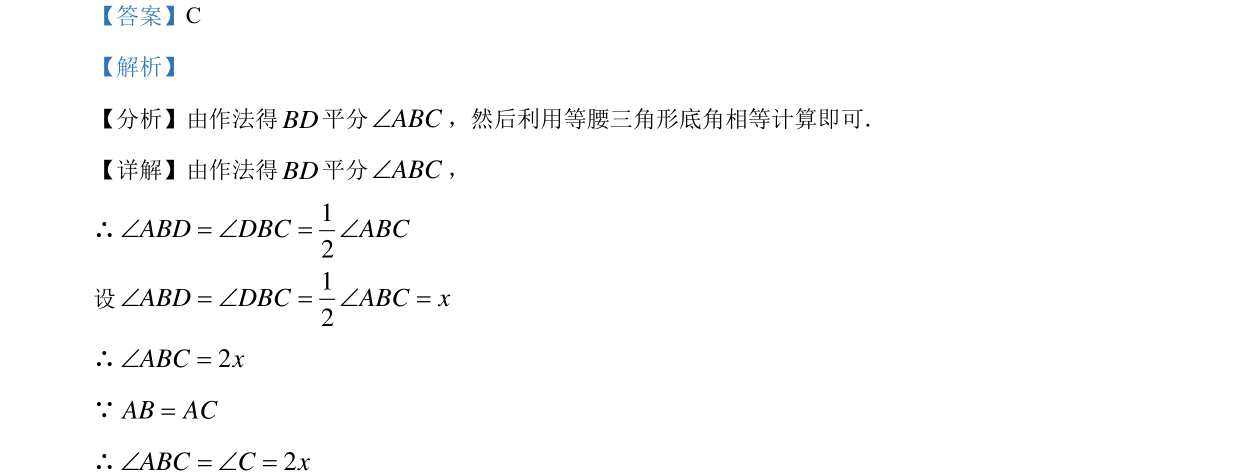 【答案】C
【解析】
【分析】由作法得BD平分∠ABC，然后利用等腰三角形底角相等计算即可.
【详解】由作法得BD平分∠ABC，
∴∠ABD=∠DBC=1/2∠ABC
设∠ABD=∠DBC=1/2∠ABC=x
∴∠ABC=2x
∵AB=AC
∴∠ABC=∠C=2x